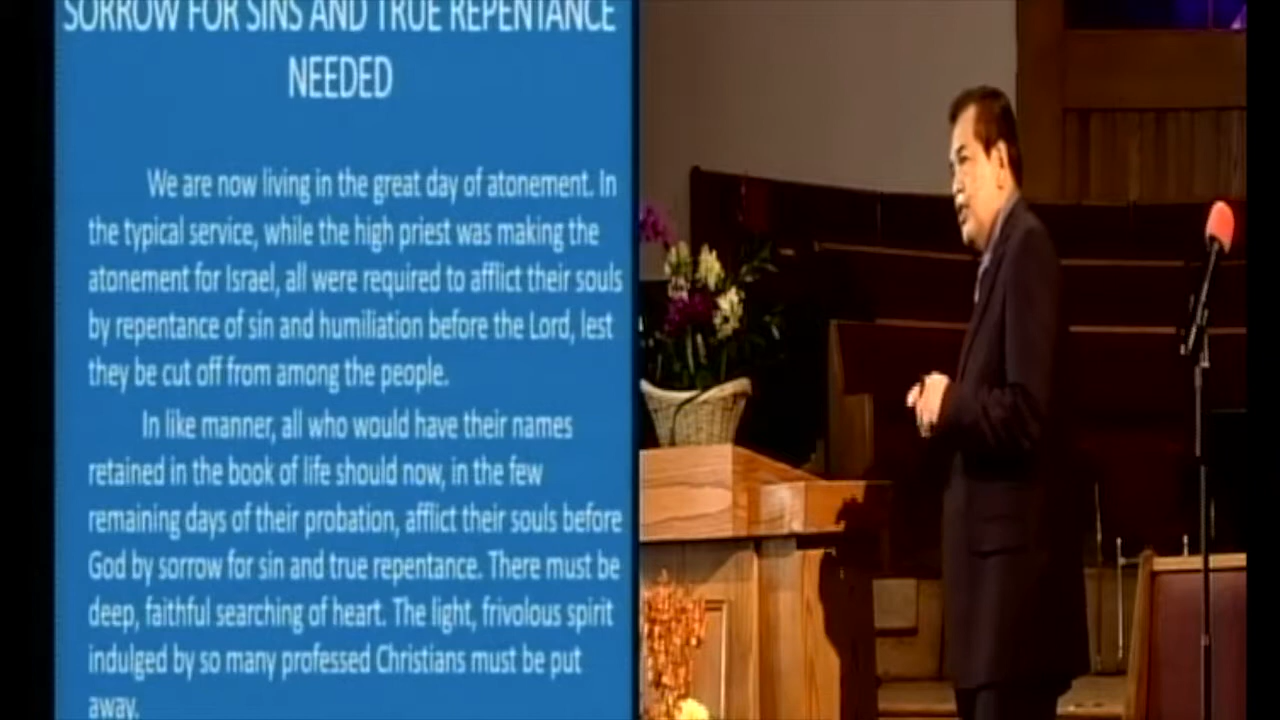 SORROW FOR SINS AND TRUE REPENTANCE
NEEDED
We are now living in the great day of atonement. In
the typical service, while the high priest was making the
atonement for Israel, all were required to afflict their souls
by repentance of sin and humiliation before the Lord, lest
they be cut off from among the people.
In like manner, all who would have their names
retained in the book of life should now, in the few
remaining days of their probation, afflict their souls before
God by sorrow for sin and true repentance. There must be
deep, faithful searching of heart. The light, frivolous spirit
indulged by so many professed Christians must be put
away.